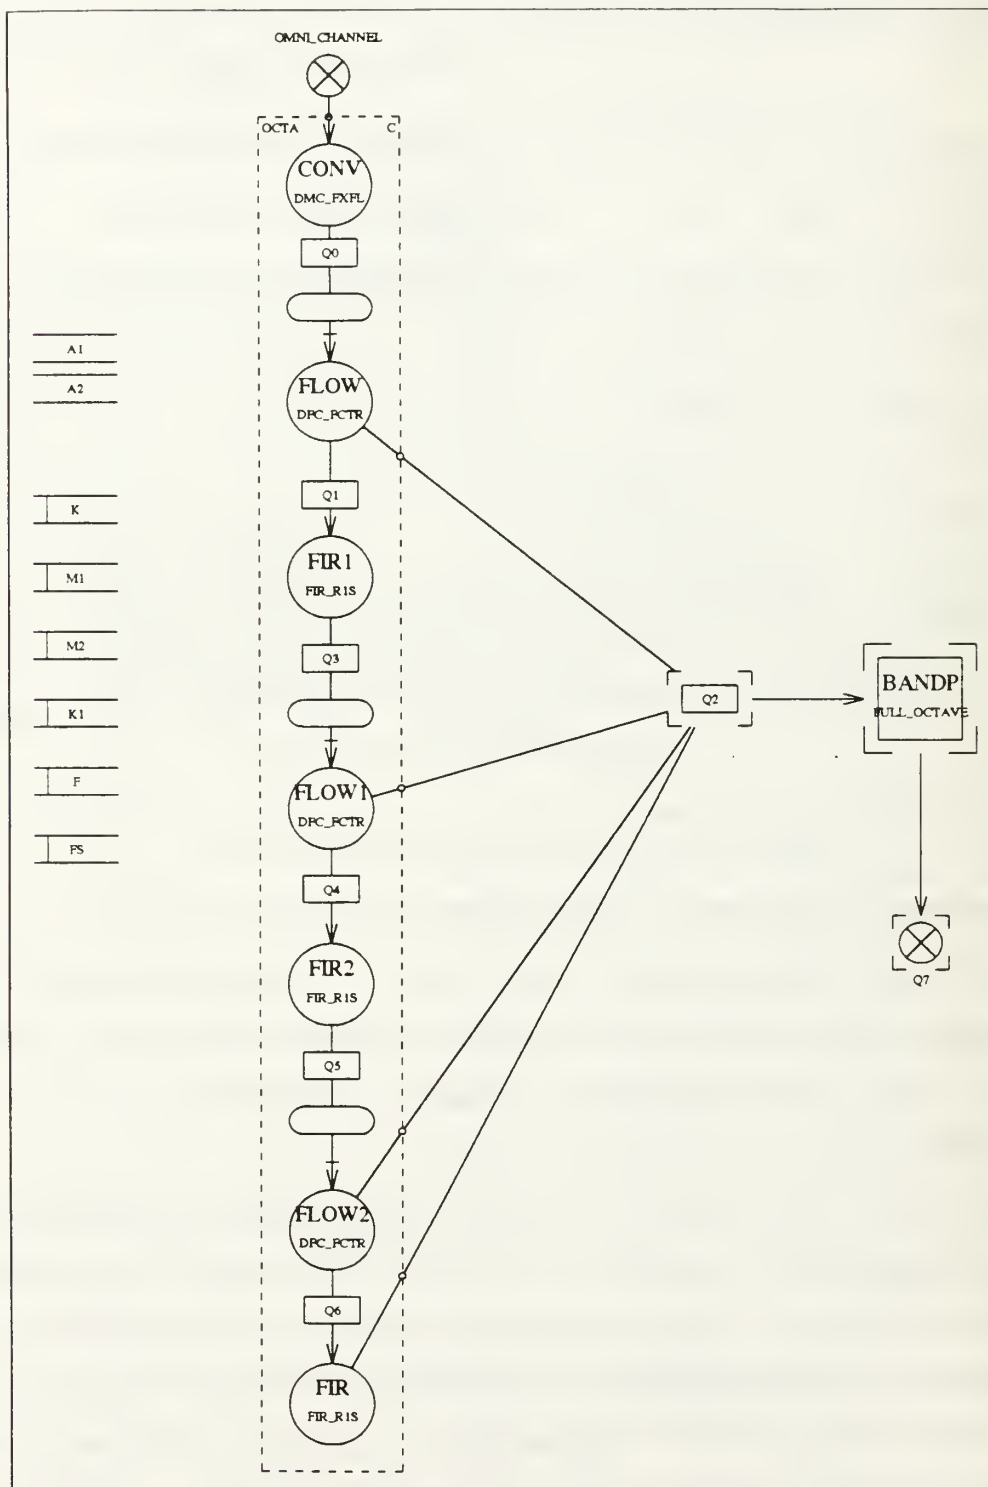 OMNI_CHANNEL
OCTA C
CONV
DMC_FXFL
Q0
A1
A2
FLOW
DPC_PCTR
Q1
K
FIR1
FIR_R1S
M1
M2
Q3
K1
Q2
BANDP
FULL_OCTAVE
F
FLOW1
DPC_PCTR
FS
Q4
FIR2
FIR_R1S
Q7
Q5
FLOW2
DPC_PCTR
Q6
FIR
FIR_R1S